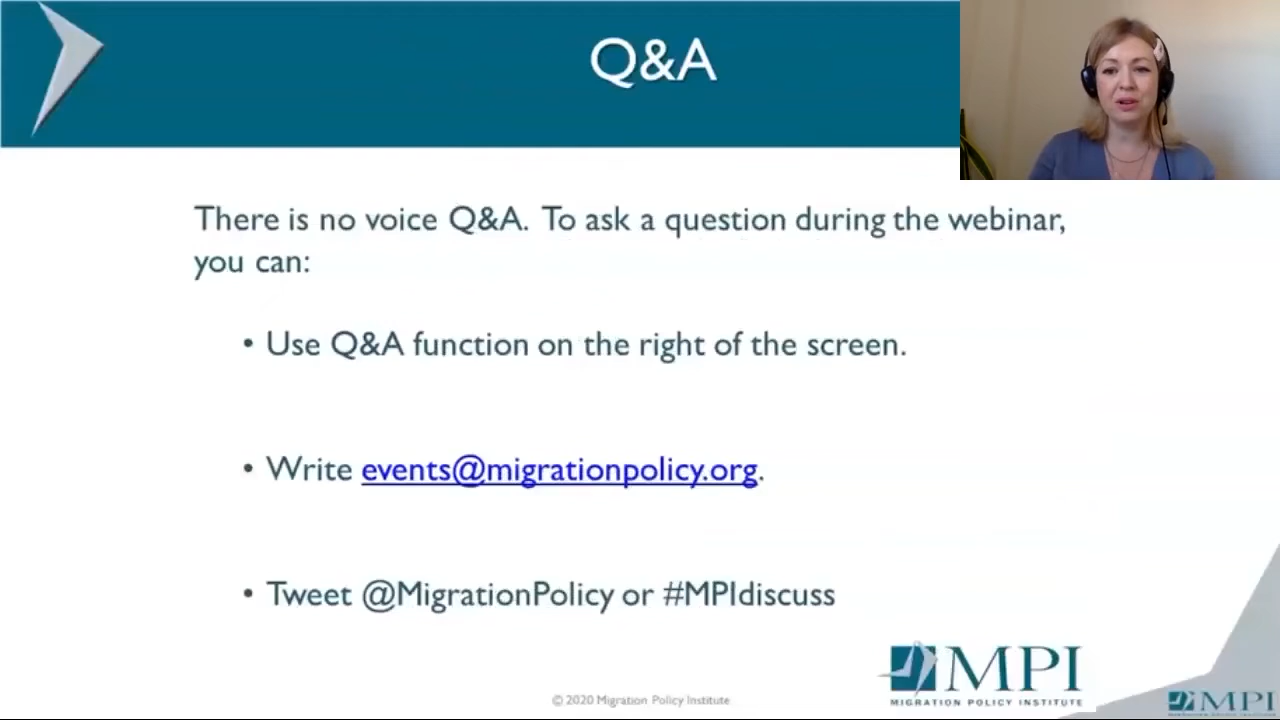 Q&A
There is no voice Q&A. To ask a question during the webinar,
you can:
• Use Q&A function on the right of the screen.
• Write events@migrationpolicy.org.
• Tweet @MigrationPolicy or #MPIdiscuss
MPI
MIGRATION POLICY INSTITUTE
© 2020 Migration Policy Institute
MPI